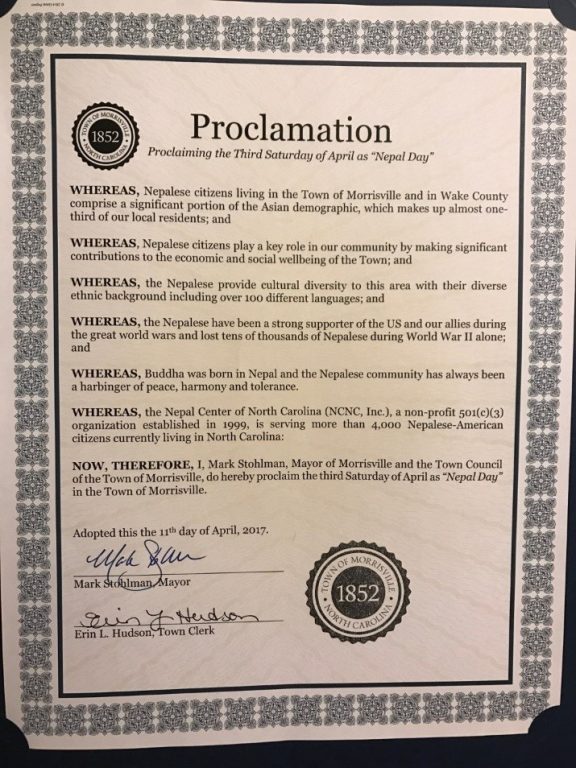 TOWN OF MORRISVILLE
1852
NORTH CAROLINA
Proclamation
Proclaiming the Third Saturday of April as "Nepal Day"
WHEREAS, Nepalese citizens living in the Town of Morrisville and in Wake County
comprise a significant portion of the Asian demographic, which makes up almost one-
third of our local residents; and
WHEREAS, Nepalese citizens play a key role in our community by making significant
contributions to the economic and social wellbeing of the Town; and
WHEREAS, the Nepalese provide cultural diversity to this area with their diverse
ethnic background including over 100 different languages; and
WHEREAS, the Nepalese have been a strong supporter of the US and our allies during
the great world wars and lost tens of thousands of Nepalese during World War II alone;
and
WHEREAS, Buddha was born in Nepal and the Nepalese community has always been
a harbinger of peace, harmony and tolerance.
WHEREAS, the Nepal Center of North Carolina (NCNC, Inc.), a non-profit 501(c)(3)
organization established in 1999, is serving more than 4,000 Nepalese-American
citizens currently living in North Carolina:
NOW, THEREFORE, I, Mark Stohlman, Mayor of Morrisville and the Town Council
of the Town of Morrisville, do hereby proclaim the third Saturday of April as "Nepal Day"
in the Town of Morrisville.
Adopted this the 11th day of April, 2017.
Mark Stohlman, Mayor
Erin L. Hudson
Erin L. Hudson, Town Clerk
TOWN OF MORRISVILLE
1852
NORTH CAROLINA